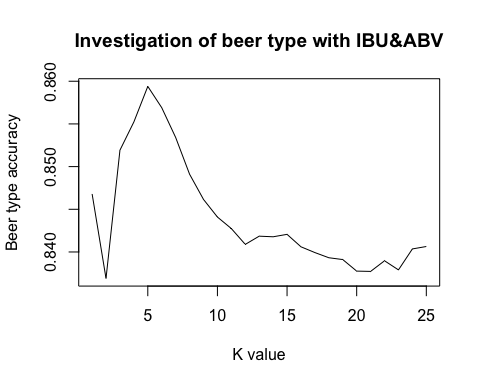 Investigation of beer type with IBU&ABV
0.860
0.850
0.840
Beer type accuracy
5 10 15 20 25
K value